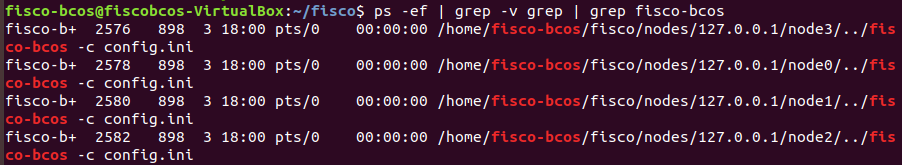 fisco-bcos@fiscobcos-VirtualBox:~/fisco$ ps -ef | grep -v grep | grep fisco-bcos
fisco-b+  2576   898  3 18:00 pts/0    00:00:00 /home/fisco-bcos/fisco/nodes/127.0.0.1/node3/../fis
co-bcos -c config.ini
fisco-b+  2578   898  3 18:00 pts/0    00:00:00 /home/fisco-bcos/fisco/nodes/127.0.0.1/node0/../fis
co-bcos -c config.ini
fisco-b+  2580   898  3 18:00 pts/0    00:00:00 /home/fisco-bcos/fisco/nodes/127.0.0.1/node1/../fis
co-bcos -c config.ini
fisco-b+  2582   898  3 18:00 pts/0    00:00:00 /home/fisco-bcos/fisco/nodes/127.0.0.1/node2/../fis
co-bcos -c config.ini